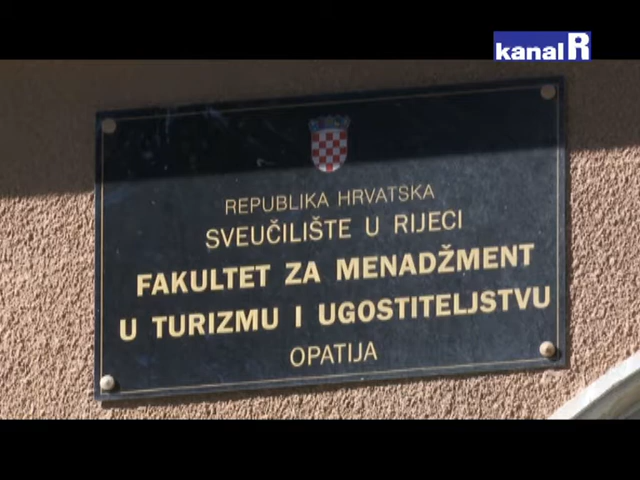 kanal R
REPUBLIKA HRVATSKA
SVEUČILIŠTE U RIJECI
FAKULTET ZA MENADŽMENT
U TURIZMU I UGOSTITELJSTVU
OPATIJA